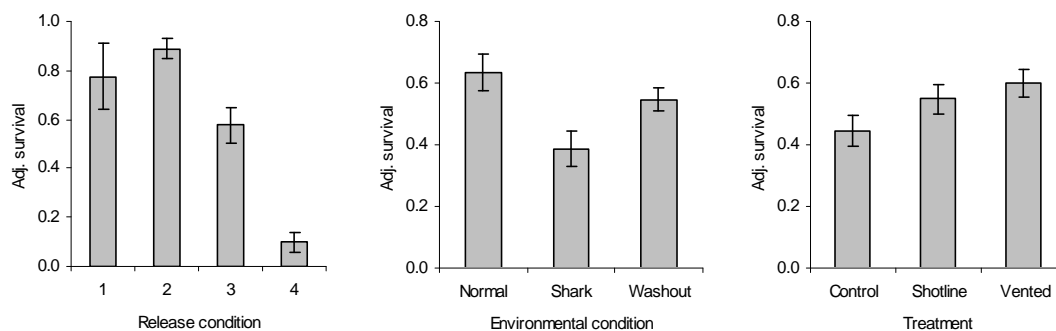 Adj. survival
1.0
0.8
0.6
0.4
0.2
0.0
1 2 3 4
Release condition
Adj. survival
0.8
0.6
0.4
0.2
0.0
Normal Shark Washout
Environmental condition
Adj. survival
0.8
0.6
0.4
0.2
0.0
Control Shotline Vented
Treatment